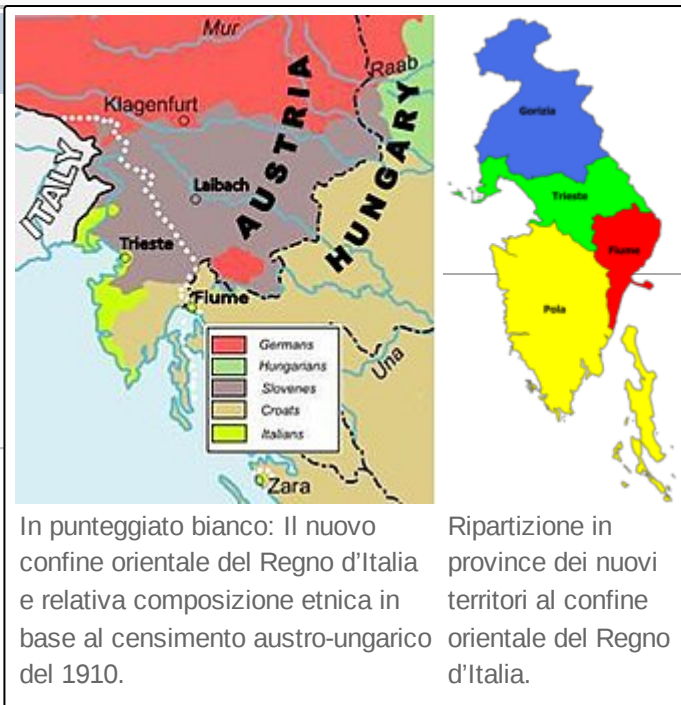 Mur
Raab
Klagenfurt
AUSTRIA
HUNGARY
ITALY
Laibach
Trieste
Fiume
Una
Germans
Hungarians
Slovenes
Croats
Italians
Zara
Gorizia
Trieste
Fiume
Pola
In punteggiato bianco: Il nuovo
confine orientale del Regno d'Italia
e relativa composizione etnica in
base al censimento austro-ungarico
del 1910.
Ripartizione in
province dei nuovi
territori al confine
orientale del Regno
d'Italia.